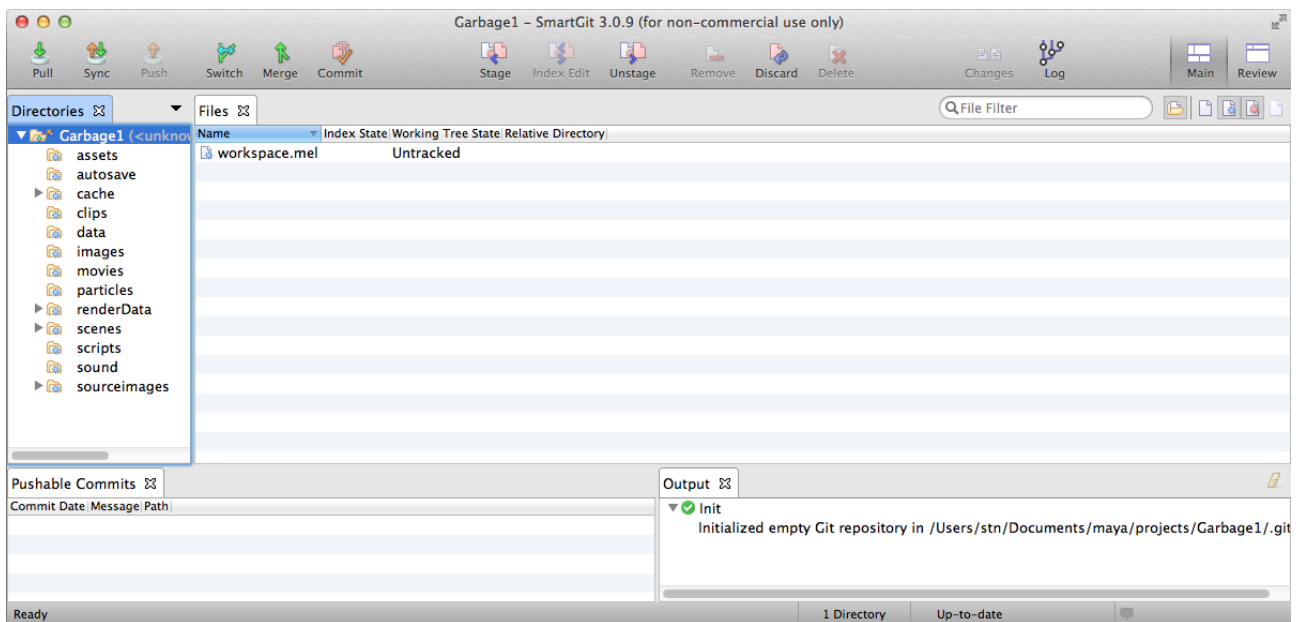 Garbage1 – SmartGit 3.0.9 (for non-commercial use only)
Pull Sync Push Switch Merge Commit Stage Index Edit Unstage Remove Discard Delete Changes Log Main Review
Directories Files File Filter
Garbage1 (<unknow Name Index State Working Tree State Relative Directory
assets workspace.mel Untracked
autosave
cache
clips
data
images
movies
particles
renderData
scenes
scripts
sound
sourceimages
Pushable Commits Output
Commit Date Message Path Init
Initialized empty Git repository in /Users/stn/Documents/maya/projects/Garbage1/.git
Ready 1 Directory Up-to-date